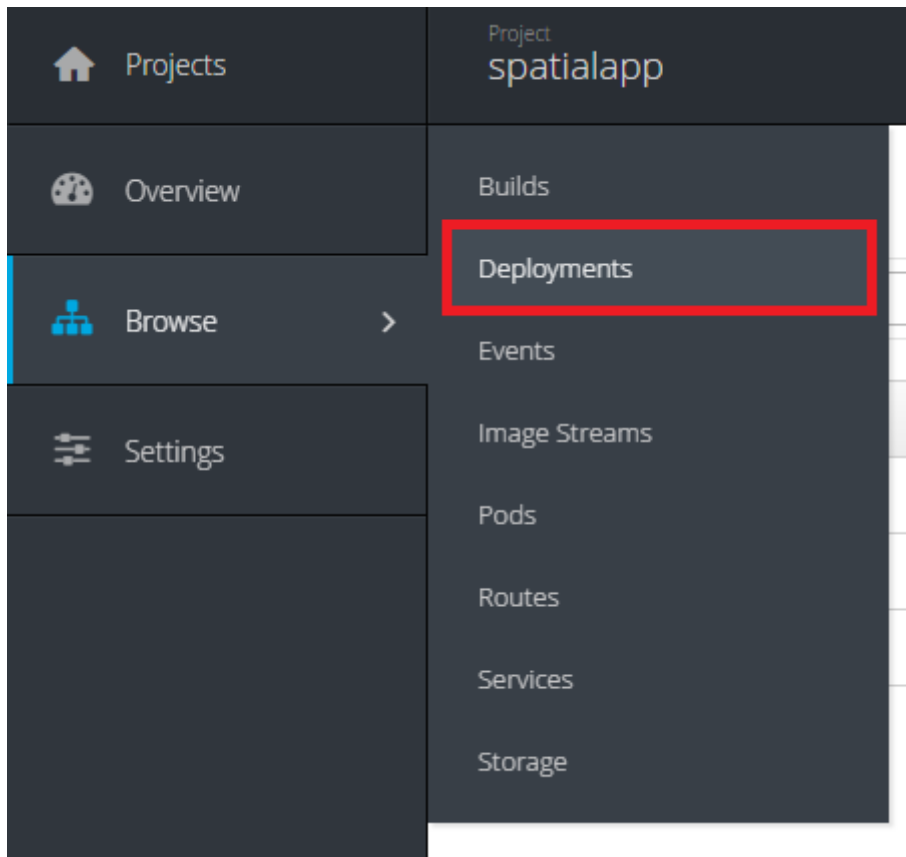 Projects
Project
spatialapp
Overview
Browse
Settings
Builds
Deployments
Events
Image Streams
Pods
Routes
Services
Storage